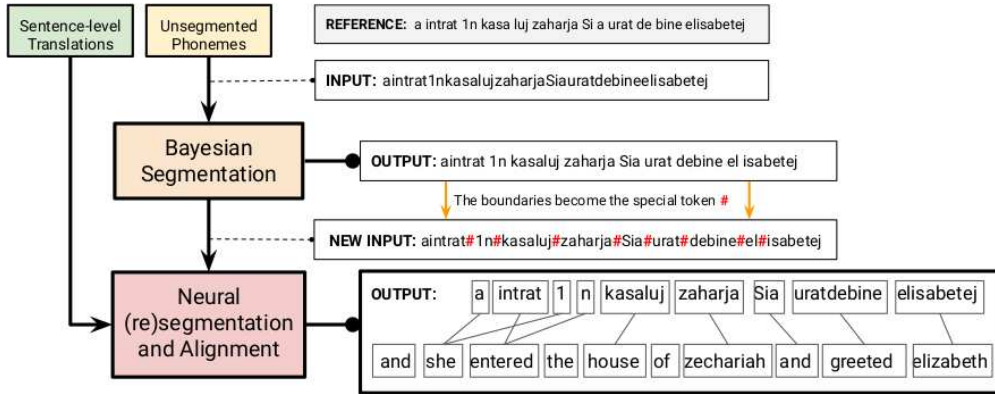 Sentence-level
Translations
Unsegmented
Phonemes
REFERENCE: a intrat 1n kasa luj zaharja Si a urat de bine elisabetej
INPUT: aintrat1nkasalujzaharjaSiauratdebineelisabetej
Bayesian
Segmentation
OUTPUT: aintrat 1n kasaluj zaharja Sia urat debine el isabetej
The boundaries become the special token #
NEW INPUT: aintrat#1n#kasaluj#zaharja#Sia#urat#debine#el#isabetej
Neural
(re)segmentation
and Alignment
OUTPUT: a intrat 1 n kasaluj zaharja Sia uratdebine elisabetej
and she entered the house of zechariah and greeted elizabeth